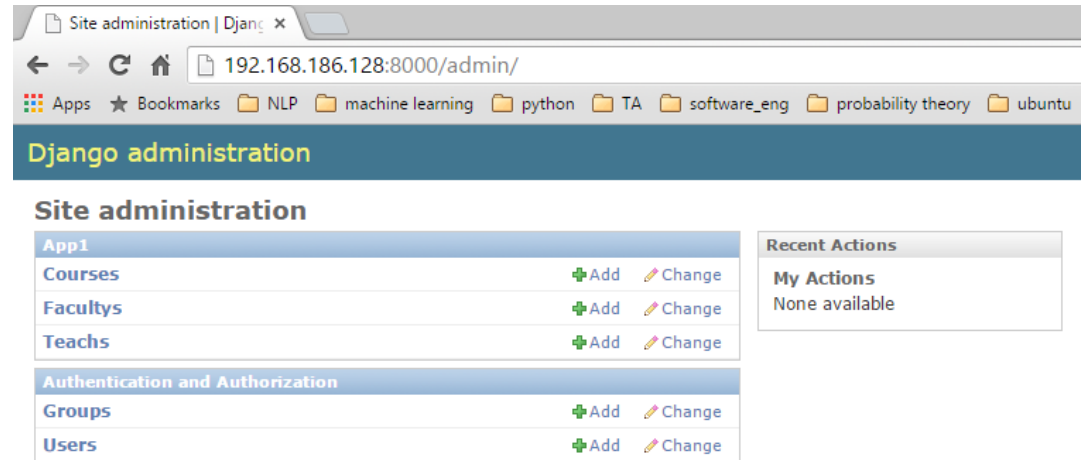 Site administration | Djang
192.168.186.128:8000/admin/
Apps Bookmarks NLP machine learning python TA software_eng probability theory ubuntu
Django administration
Site administration
App1
Courses Add Change
Facultys Add Change
Teachs Add Change
Authentication and Authorization
Groups Add Change
Users Add Change
Recent Actions
My Actions
None available